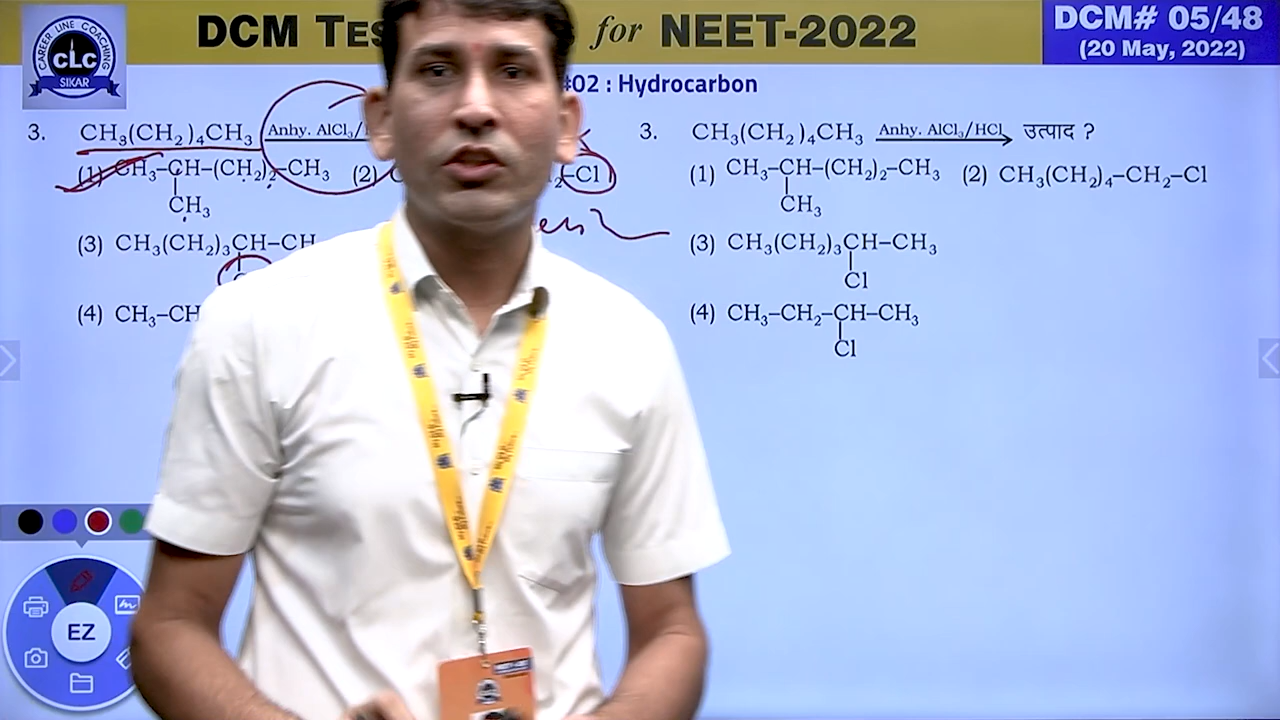 CAREER LINE COACHING
CLC
SIKAR
DCM
for NEET-2022
DCM# 05/48
(20 May, 2022)
#02 : Hydrocarbon
3. CH₃(CH₂)₄CH₃ Anhy. AlCl₃/
(1) CH₃–CH–(CH₂)₂–CH₃ (2)
–Cl
CH₃
(3) CH₃(CH₂)₃CH–CH
(4) CH₃–CH
3. CH₃(CH₂)₄CH₃ Anhy. AlCl₃/HCl उत्पाद ?
(1) CH₃–CH–(CH₂)₂–CH₃ (2) CH₃(CH₂)₄–CH₂–Cl
CH₃
(3) CH₃(CH₂)₃CH–CH₃
Cl
(4) CH₃–CH₂–CH–CH₃
Cl
EZ